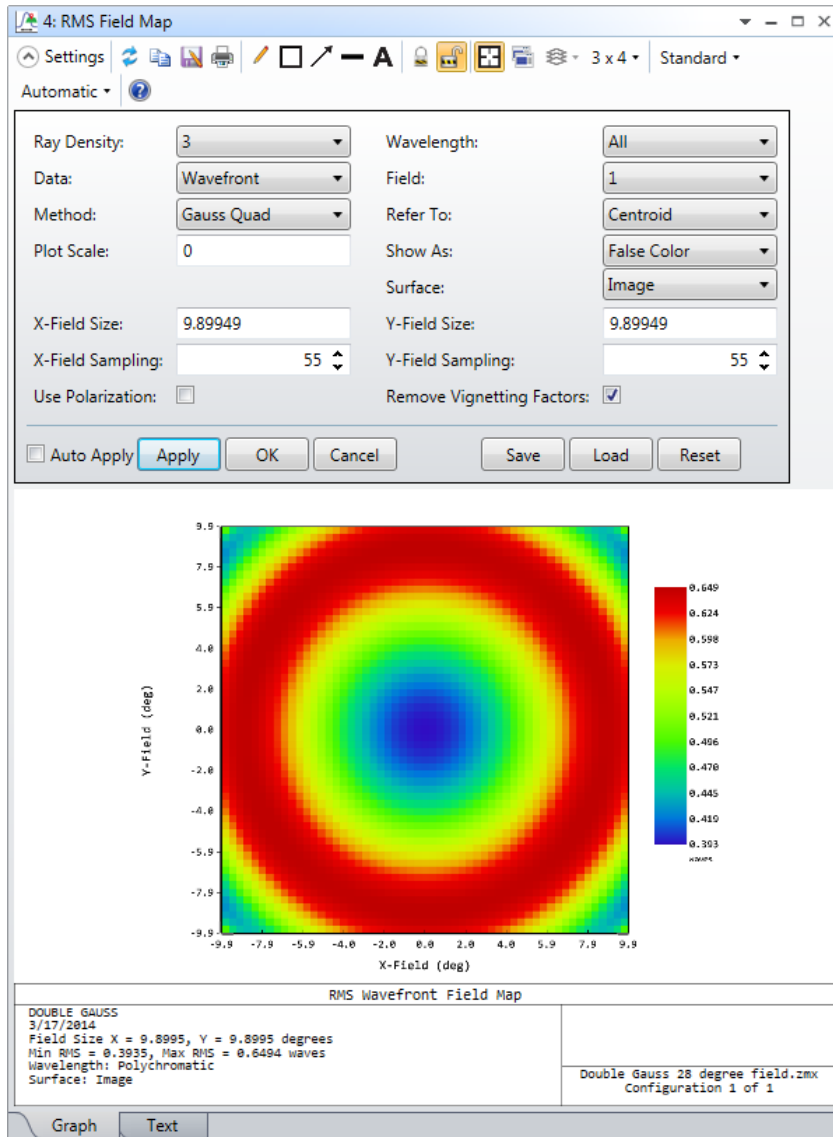 4: RMS Field Map
Settings
A
3 x 4
Standard
Automatic
Ray Density: 3 Wavelength: All
Data: Wavefront Field: 1
Method: Gauss Quad Refer To: Centroid
Plot Scale: 0 Show As: False Color
Surface: Image
X-Field Size: 9.89949 Y-Field Size: 9.89949
X-Field Sampling: 55 Y-Field Sampling: 55
Use Polarization: Remove Vignetting Factors:
Auto Apply Apply OK Cancel Save Load Reset
9.9
7.9
5.9
4.0
2.0
0.0
-2.0
-4.0
-5.9
-7.9
-9.9
Y-Field (deg)
-9.9 -7.9 -5.9 -4.0 -2.0 0.0 2.0 4.0 5.9 7.9 9.9
X-Field (deg)
0.649
0.624
0.598
0.573
0.547
0.521
0.496
0.470
0.445
0.419
0.393
waves
RMS Wavefront Field Map
DOUBLE GAUSS
3/17/2014
Field Size X = 9.8995, Y = 9.8995 degrees
Min RMS = 0.3935, Max RMS = 0.6494 waves
Wavelength: Polychromatic
Surface: Image
Double Gauss 28 degree field.zmx
Configuration 1 of 1
Graph Text